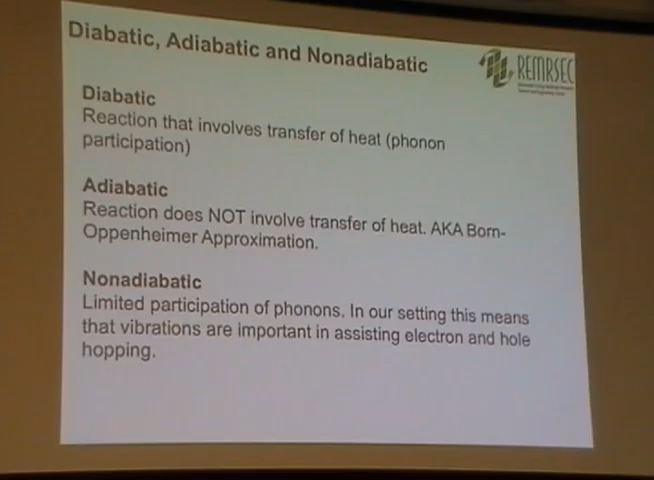 Diabatic, Adiabatic and Nonadiabatic
REMRSEC
Diabatic
Reaction that involves transfer of heat (phonon
participation)
Adiabatic
Reaction does NOT involve transfer of heat. AKA Born-
Oppenheimer Approximation.
Nonadiabatic
Limited participation of phonons. In our setting this means
that vibrations are important in assisting electron and hole
hopping.